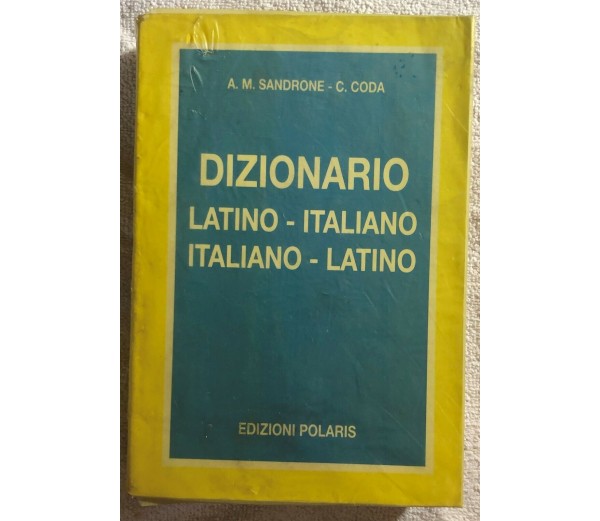 A. M. SANDRONE - C. CODA
DIZIONARIO
LATINO - ITALIANO
ITALIANO - LATINO
EDIZIONI POLARIS